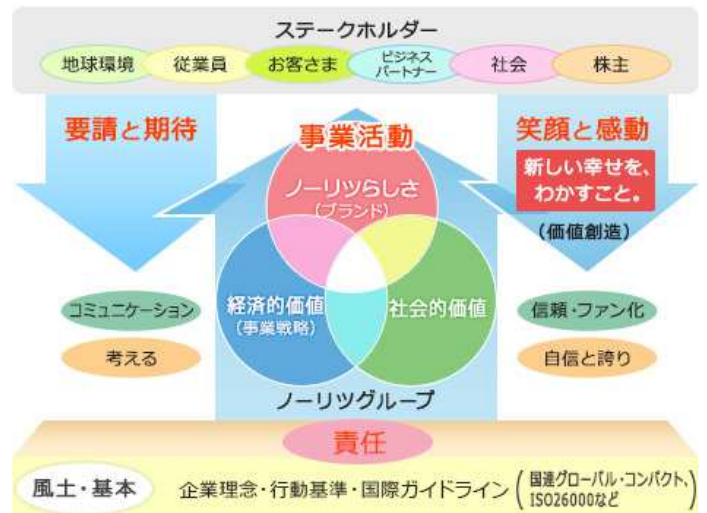 ステークホルダー
地球環境
従業員
お客さま
ビジネス
パートナー
社会
株主
要請と期待
事業活動
笑顔と感動
新しい幸せを、
わかすこと。
(価値創造)
ノーリツらしさ
(ブランド)
経済的価値
(事業戦略)
社会的価値
コミュニケーション
考える
信頼・ファン化
自信と誇り
ノーリツグループ
責任
風土・基本
企業理念・行動基準・国際ガイドライン
(国連グローバル・コンパクト、
ISO26000など)